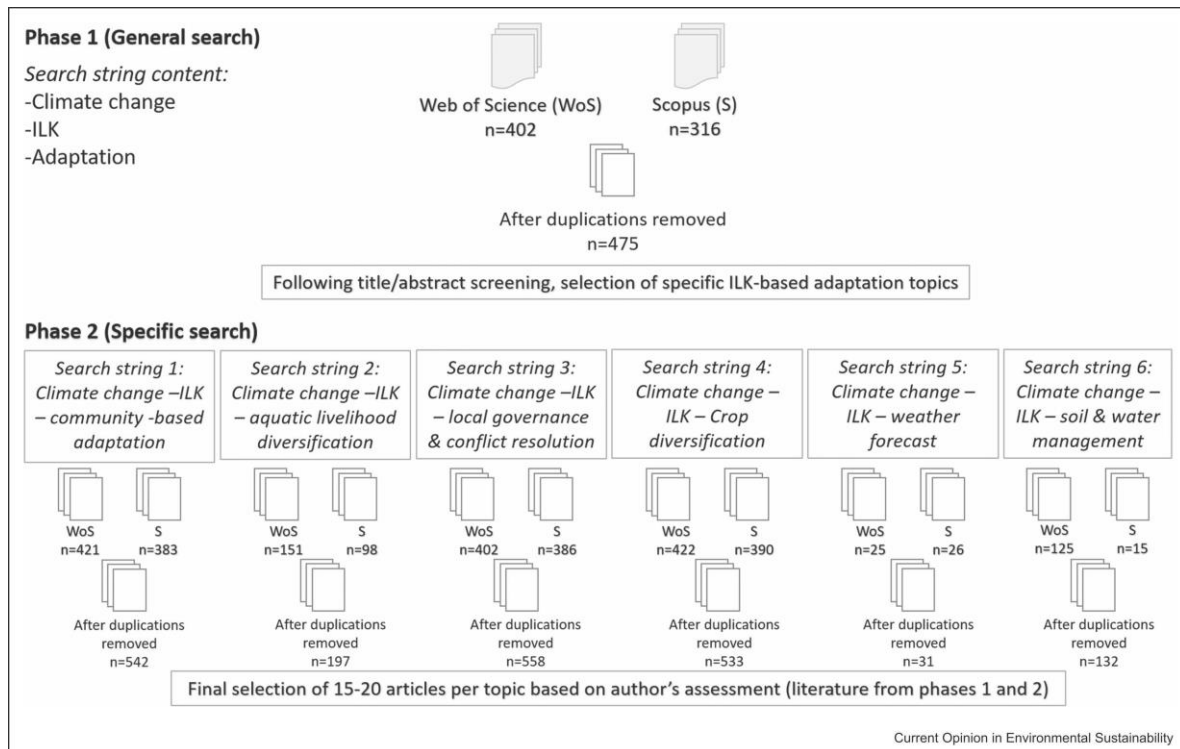 Phase 1 (General search)
Search string content:
-Climate change
-ILK
-Adaptation
Web of Science (WoS)
n=402
Scopus (S)
n=316
After duplications removed
n=475
Following title/abstract screening, selection of specific ILK-based adaptation topics
Phase 2 (Specific search)
Search string 1:
Climate change –ILK
– community -based
adaptation
Search string 2:
Climate change –ILK
– aquatic livelihood
diversification
Search string 3:
Climate change –ILK
– local governance
& conflict resolution
Search string 4:
Climate change –
ILK – Crop
diversification
Search string 5:
Climate change –
ILK – weather
forecast
Search string 6:
Climate change –
ILK – soil & water
management
WoS
n=421
S
n=383
WoS
n=151
S
n=98
WoS
n=402
S
n=386
WoS
n=422
S
n=390
WoS
n=25
S
n=26
WoS
n=125
S
n=15
After duplications
removed
n=542
After duplications
removed
n=197
After duplications
removed
n=558
After duplications
removed
n=533
After duplications
removed
n=31
After duplications
removed
n=132
Final selection of 15-20 articles per topic based on author's assessment (literature from phases 1 and 2)
Current Opinion in Environmental Sustainability